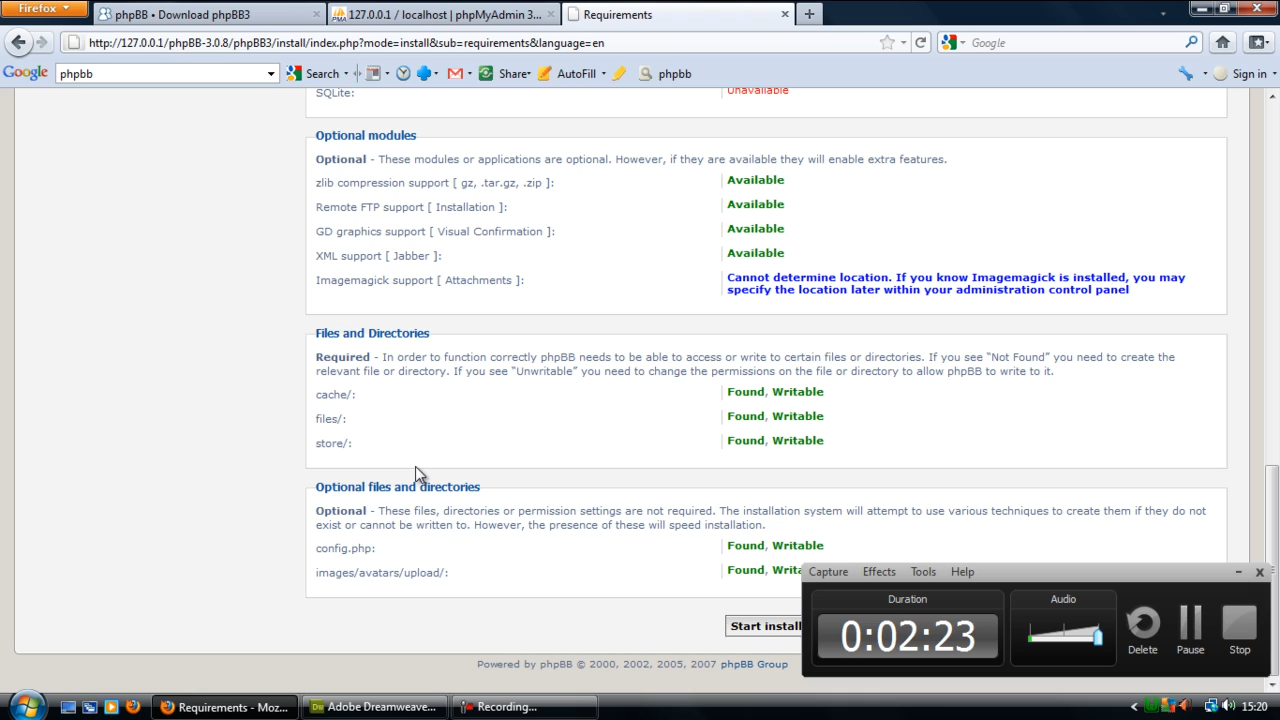 Firefox
phpBB • Download phpBB3
127.0.0.1 / localhost | phpMyAdmin 3...
Requirements
http://127.0.0.1/phpBB-3.0.8/phpBB3/install/index.php?mode=install&sub=requirements&language=en
Google
Google
phpbb
Search
Share
AutoFill
phpbb
Sign in
SQLite:
Unavailable
Optional modules
Optional - These modules or applications are optional. However, if they are available they will enable extra features.
zlib compression support [ gz, .tar.gz, .zip ]:
Available
Remote FTP support [ Installation ]:
Available
GD graphics support [ Visual Confirmation ]:
Available
XML support [ Jabber ]:
Available
Imagemagick support [ Attachments ]:
Cannot determine location. If you know Imagemagick is installed, you may
specify the location later within your administration control panel
Files and Directories
Required - In order to function correctly phpBB needs to be able to access or write to certain files or directories. If you see “Not Found” you need to create the
relevant file or directory. If you see “Unwritable” you need to change the permissions on the file or directory to allow phpBB to write to it.
cache/:
Found, Writable
files/:
Found, Writable
store/:
Found, Writable
Optional files and directories
Optional - These files, directories or permission settings are not required. The installation system will attempt to use various techniques to create them if they do not
exist or cannot be written to. However, the presence of these will speed installation.
config.php:
Found, Writable
images/avatars/upload/:
Found, Writa
Start install
Powered by phpBB © 2000, 2002, 2005, 2007 phpBB Group
Capture Effects Tools Help
Duration
0:02:23
Audio
Delete
Pause
Stop
Requirements - Moz...
Adobe Dreamweave...
Recording...
15:20